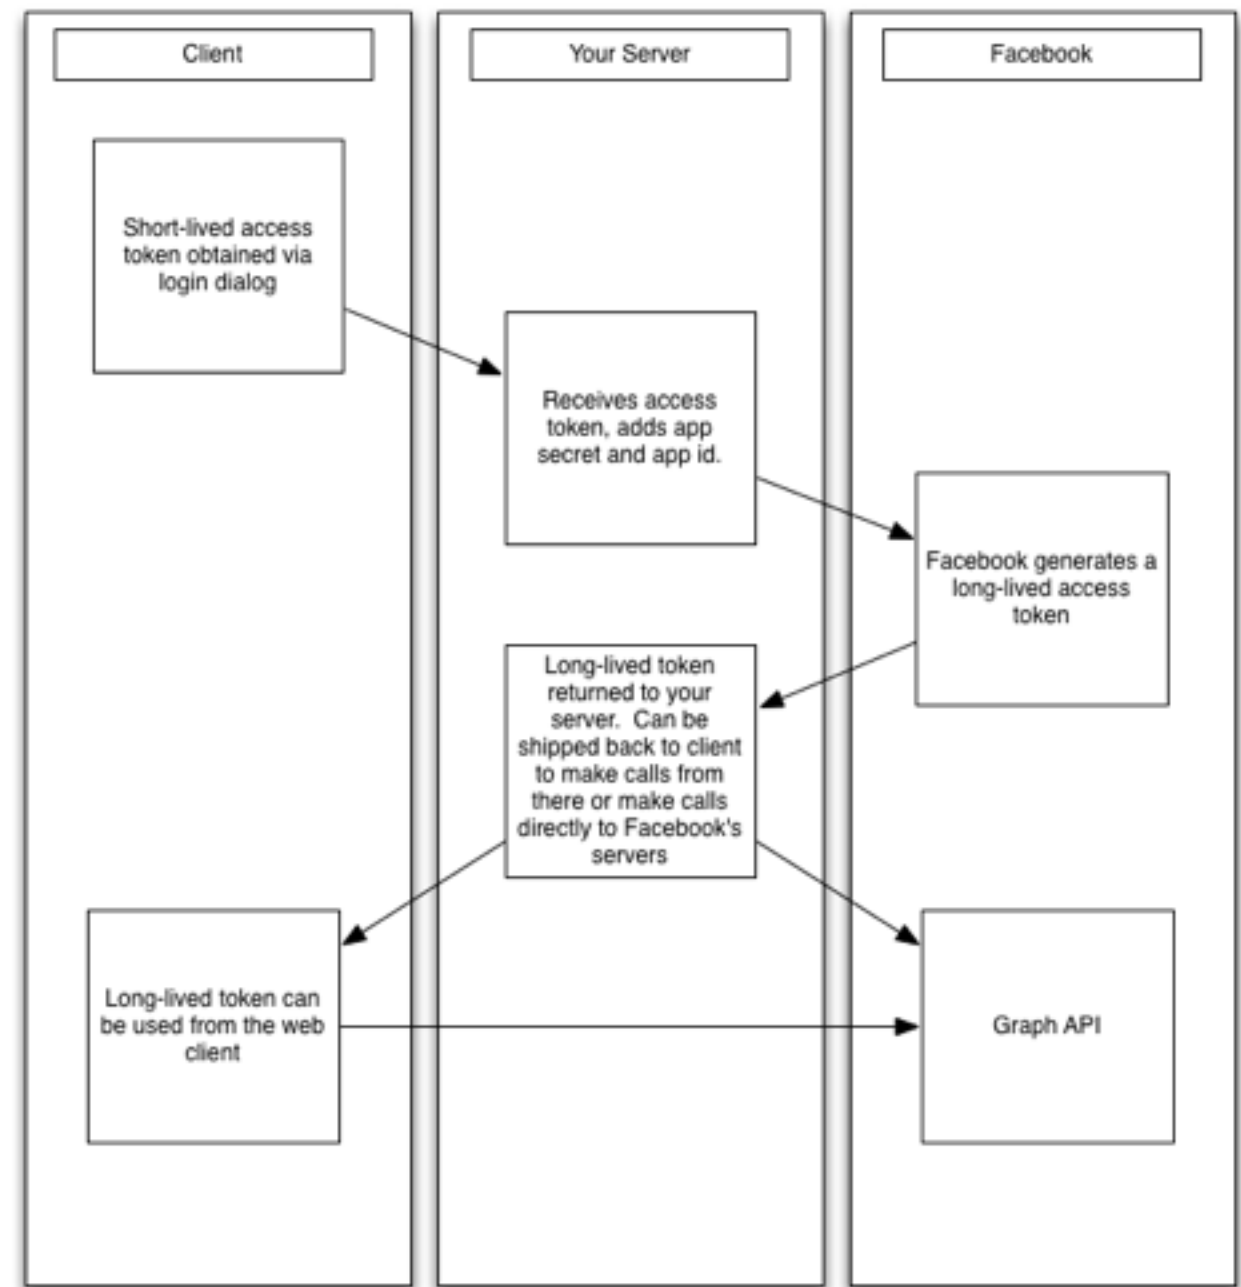 Client
Your Server
Facebook
Short-lived access
token obtained via
login dialog
Receives access
token, adds app
secret and app id.
Facebook generates a
long-lived access
token
Long-lived token
returned to your
server.  Can be
shipped back to client
to make calls from
there or make calls
directly to Facebook's
servers
Long-lived token can
be used from the web
client
Graph API